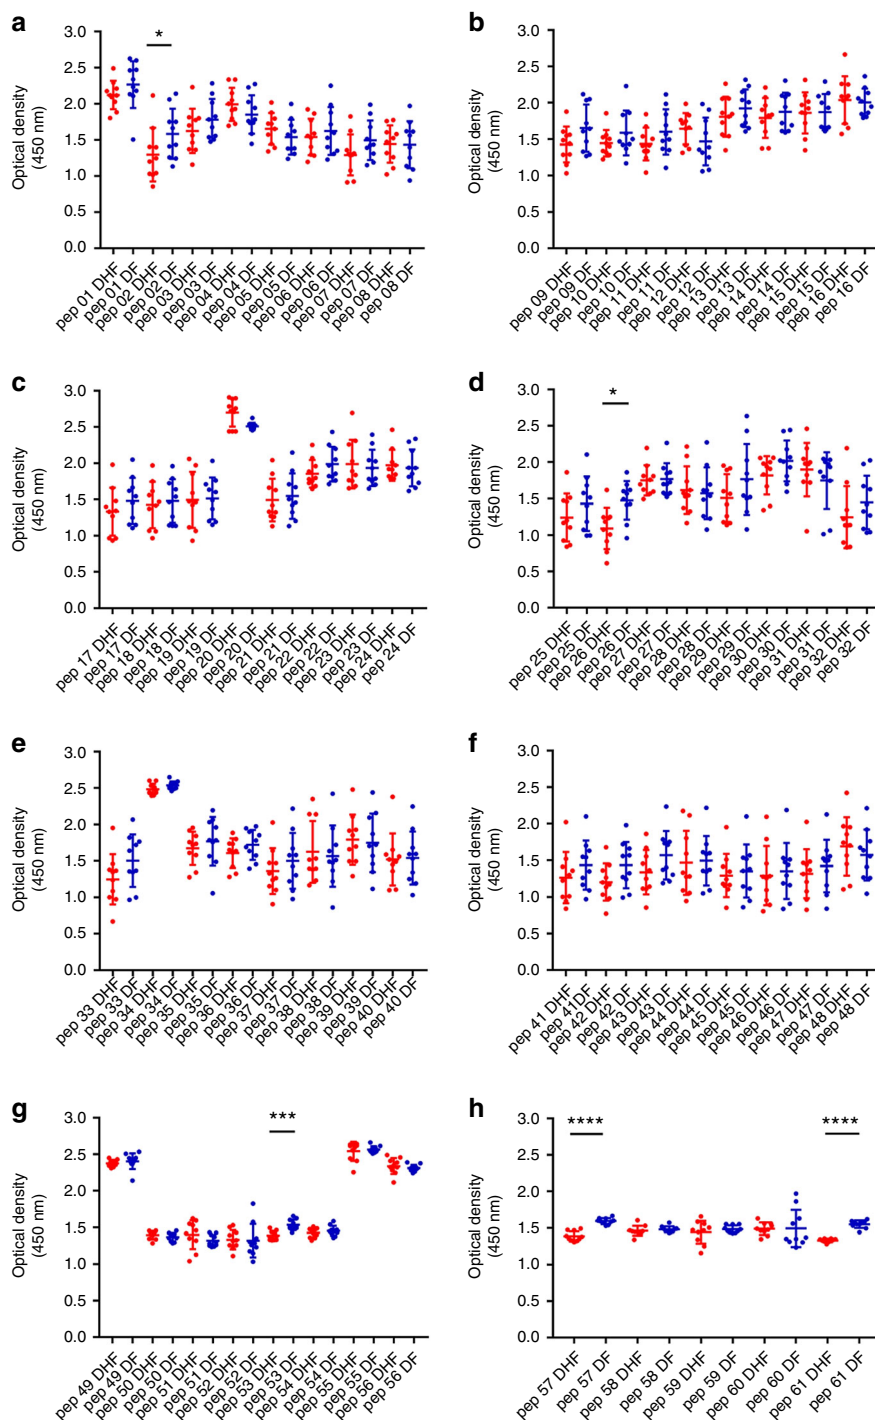 a
Optical density
(450 nm)
3.0
2.5
2.0
1.5
1.0
0.5
0.0
*
pep 01 DHF
pep 01 DF
pep 02 DHF
pep 02 DF
pep 03 DHF
pep 03 DF
pep 04 DHF
pep 04 DF
pep 05 DHF
pep 05 DF
pep 06 DHF
pep 06 DF
pep 07 DHF
pep 07 DF
pep 08 DHF
pep 08 DF
b
Optical density
(450 nm)
3.0
2.5
2.0
1.5
1.0
0.5
0.0
pep 09 DHF
pep 09 DF
pep 10 DHF
pep 10 DF
pep 11 DHF
pep 11 DF
pep 12 DHF
pep 12 DF
pep 13 DHF
pep 13 DF
pep 14 DHF
pep 14 DF
pep 15 DHF
pep 15 DF
pep 16 DHF
pep 16 DF
c
Optical density
(450 nm)
3.0
2.5
2.0
1.5
1.0
0.5
0.0
pep 17 DHF
pep 17 DF
pep 18 DHF
pep 18 DF
pep 19 DHF
pep 19 DF
pep 20 DHF
pep 20 DF
pep 21 DHF
pep 21 DF
pep 22 DHF
pep 22 DF
pep 23 DHF
pep 23 DF
pep 24 DHF
pep 24 DF
d
Optical density
(450 nm)
3.0
2.5
2.0
1.5
1.0
0.5
0.0
*
pep 25 DHF
pep 25 DF
pep 26 DHF
pep 26 DF
pep 27 DHF
pep 27 DF
pep 28 DHF
pep 28 DF
pep 29 DHF
pep 29 DF
pep 30 DHF
pep 30 DF
pep 31 DHF
pep 31 DF
pep 32 DHF
pep 32 DF
e
Optical density
(450 nm)
3.0
2.5
2.0
1.5
1.0
0.5
0.0
pep 33 DHF
pep 33 DF
pep 34 DHF
pep 34 DF
pep 35 DHF
pep 35 DF
pep 36 DHF
pep 36 DF
pep 37 DHF
pep 37 DF
pep 38 DHF
pep 38 DF
pep 39 DHF
pep 39 DF
pep 40 DHF
pep 40 DF
f
Optical density
(450 nm)
3.0
2.5
2.0
1.5
1.0
0.5
0.0
pep 41 DHF
pep 41DF
pep 42 DHF
pep 42 DF
pep 43 DHF
pep 43 DF
pep 44 DHF
pep 44 DF
pep 45 DHF
pep 45 DF
pep 46 DHF
pep 46 DF
pep 47 DHF
pep 47 DF
pep 48 DHF
pep 48 DF
g
Optical density
(450 nm)
3.0
2.5
2.0
1.5
1.0
0.5
0.0
***
pep 49 DHF
pep 49 DF
pep 50 DHF
pep 50 DF
pep 51 DHF
pep 51 DF
pep 52 DHF
pep 52 DF
pep 53 DHF
pep 53 DF
pep 54 DHF
pep 54 DF
pep 55 DHF
pep 55 DF
pep 56 DHF
pep 56 DF
h
Optical density
(450 nm)
3.0
2.5
2.0
1.5
1.0
0.5
0.0
****
****
pep 57 DHF
pep 57 DF
pep 58 DHF
pep 58 DF
pep 59 DHF
pep 59 DF
pep 60 DHF
pep 60 DF
pep 61 DHF
pep 61 DF